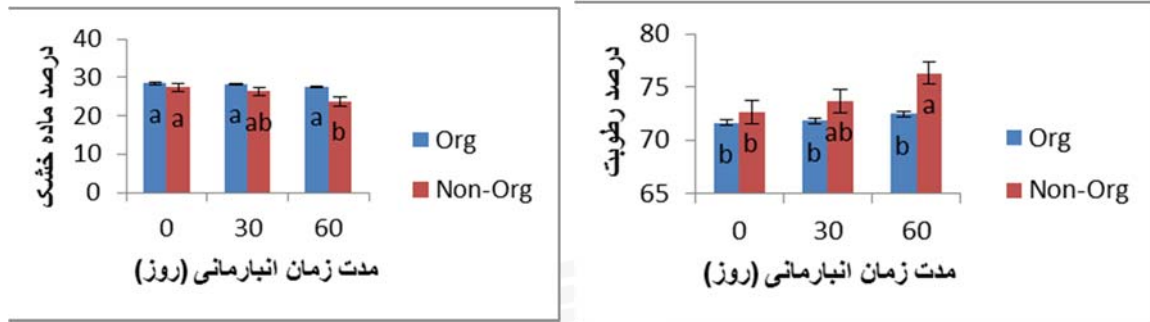 درصد ماده خشک
40
30
20
10
0
a a a ab a b
0 30 60
مدت زمان انبارمانی (روز)
Org
Non-Org
درصد رطوبت
80
75
70
65
b b b ab b a
0 30 60
مدت زمان انبارمانی (روز)
Org
Non-Org